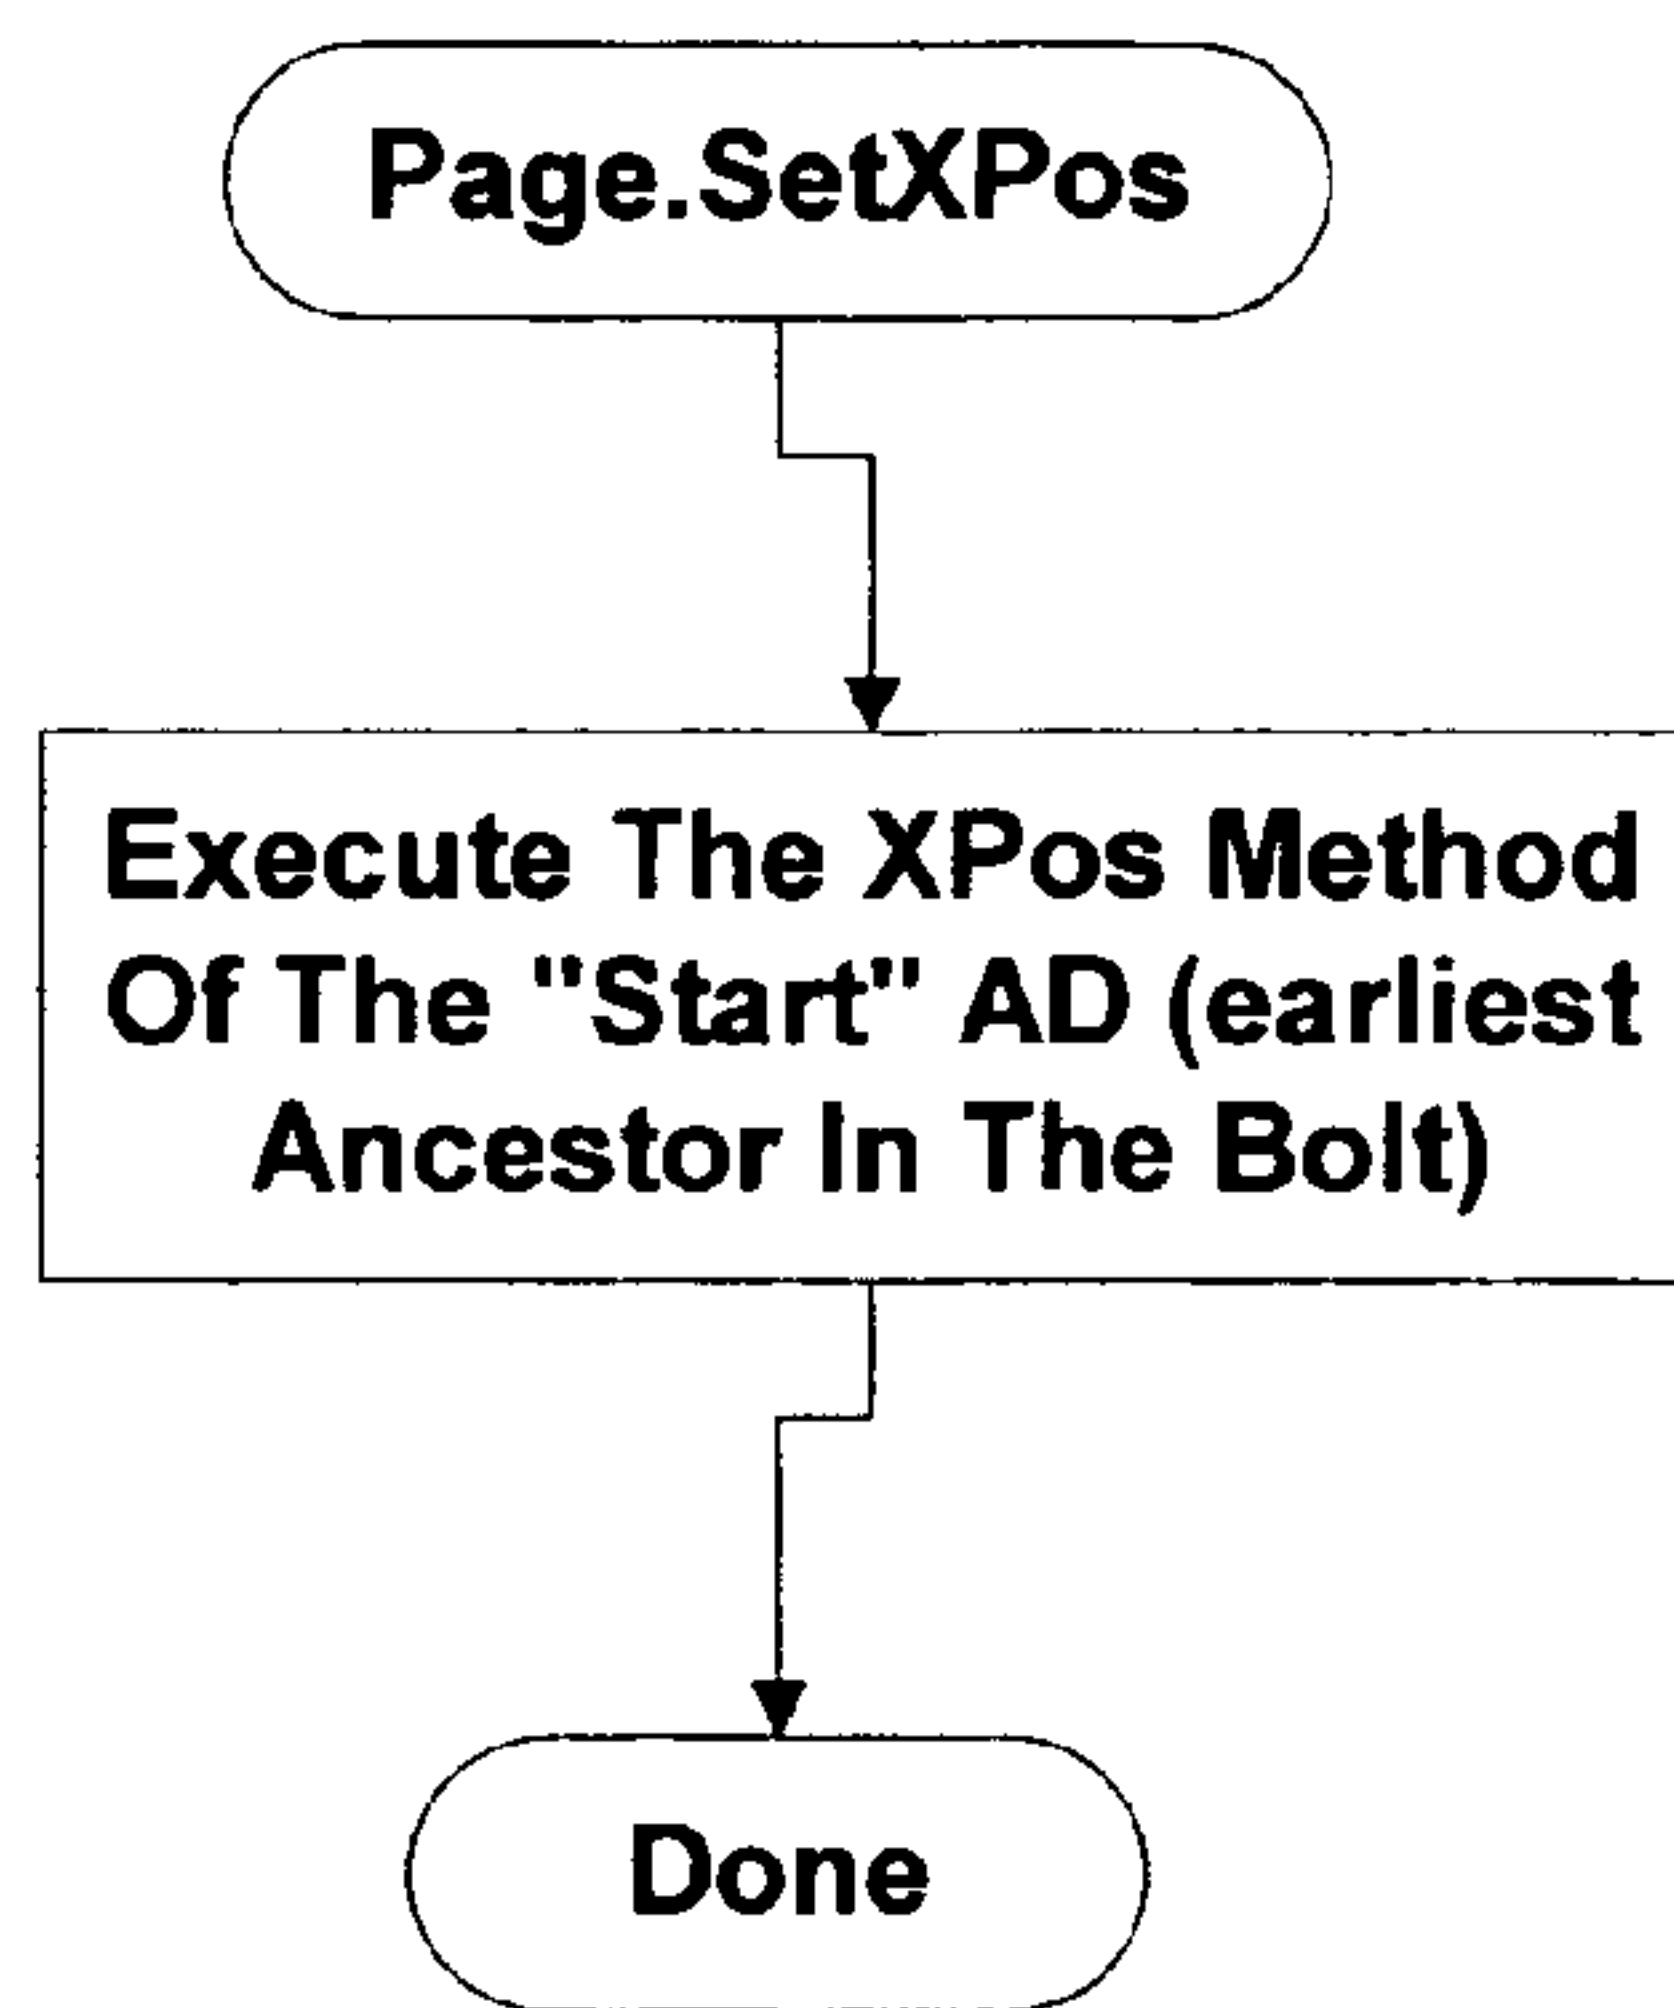 Page.SetXPos
Execute The XPos Method
Of The "Start" AD (earliest
Ancestor In The Bolt)
Done